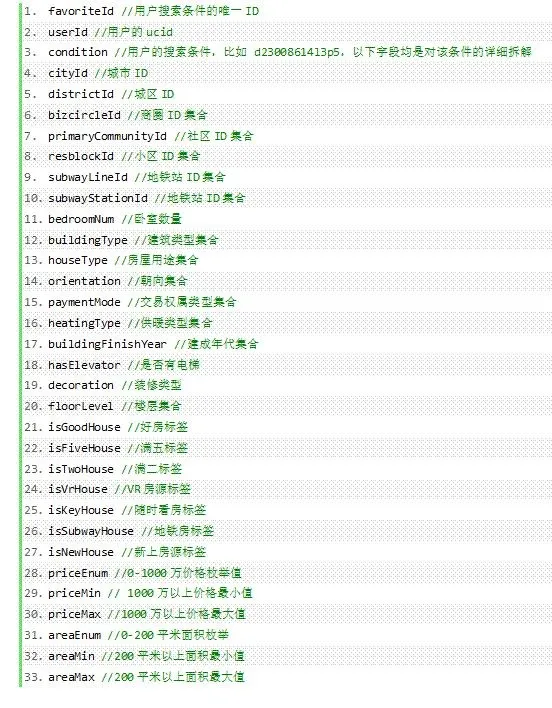 1. favoriteId //用户搜索条件的唯一 ID
2. userId //用户的 ucid
3. condition //用户的搜索条件，比如 d2300861413p5，以下字段均是对该条件的详细拆解
4. cityId //城市 ID
5. districtId //城区 ID
6. bizcircleId //商圈 ID 集合
7. primaryCommunityId //社区 ID 集合
8. resblockId //小区 ID 集合
9. subwayLineId //地铁站 ID 集合
10. subwayStationId //地铁站 ID 集合
11. bedroomNum //卧室数量
12. buildingType //建筑类型集合
13. houseType //房屋用途集合
14. orientation //朝向集合
15. paymentMode //交易权属类型集合
16. heatingType //供暖类型集合
17. buildingFinishYear //建成年代集合
18. hasElevator //是否有电梯
19. decoration //装修类型
20. floorLevel //楼层集合
21. isGoodHouse //好房标签
22. isFiveHouse //满五标签
23. isTwoHouse //满二标签
24. isVrHouse //VR 房源标签
25. isKeyHouse //随时看房标签
26. isSubwayHouse //地铁房标签
27. isNewHouse //新上房源标签
28. priceEnum //0-1000 万价格枚举值
29. priceMin // 1000 万以上价格最小值
30. priceMax //1000 万以上价格最大值
31. areaEnum //0-200 平米面积枚举
32. areaMin //200 平米以上面积最小值
33. areaMax //200 平米以上面积最大值